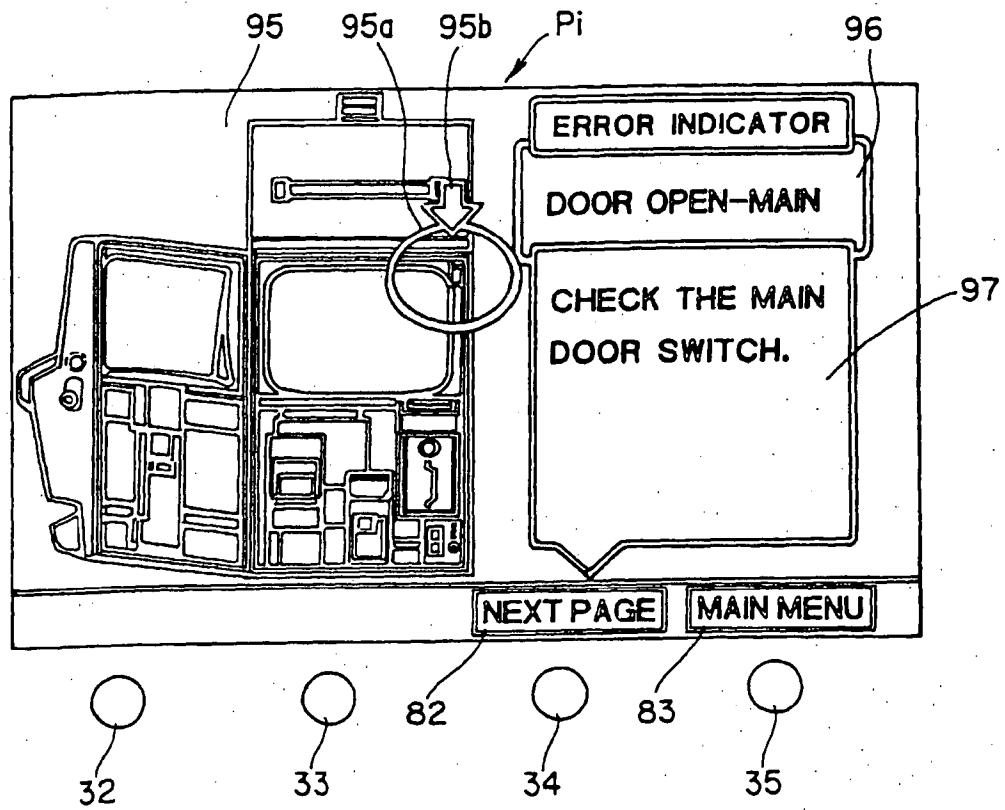 95 95a 95b Pi 96
ERROR INDICATOR
DOOR OPEN-MAIN
CHECK THE MAIN
DOOR SWITCH.
97
NEXT PAGE MAIN MENU
82 83
32 33 34 35